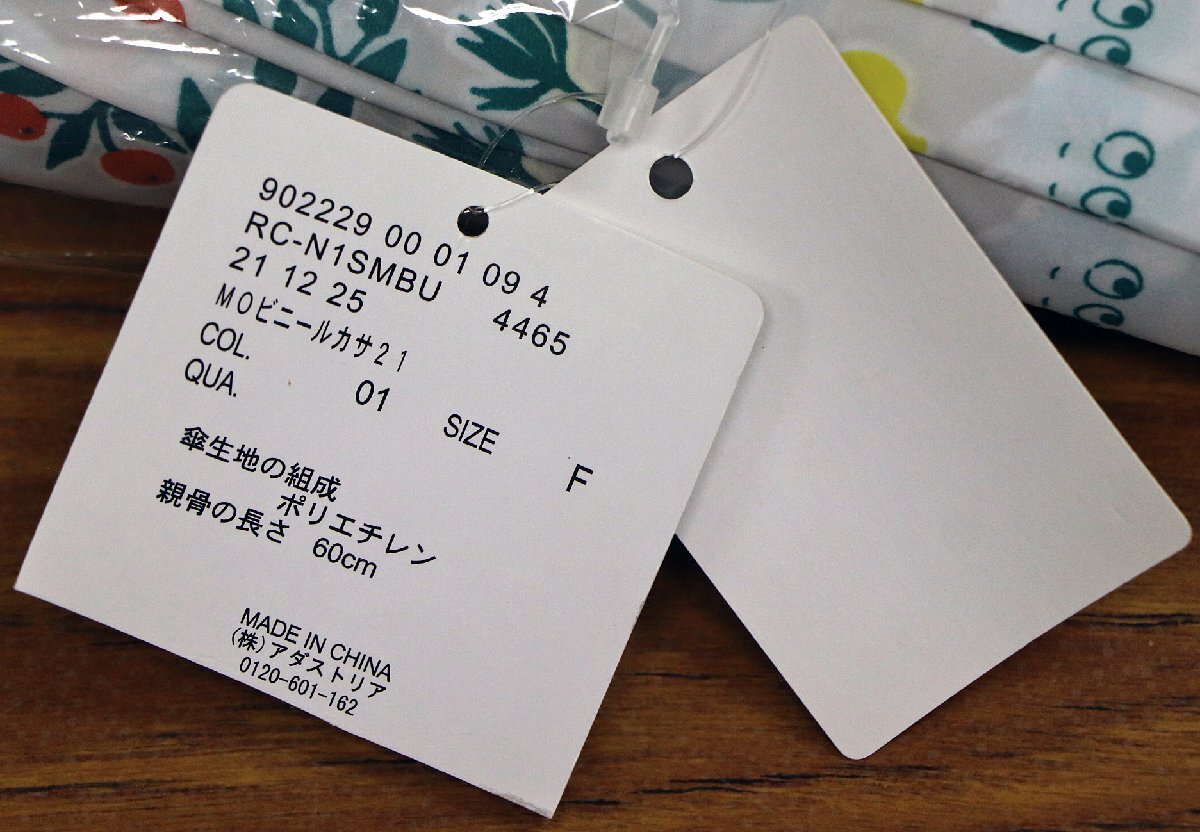 902229 00 01 09 4
RC-N1SMBU 4465
21 12 25
MOビニールカサ21
COL. 01 SIZE F
QUA.
傘生地の組成
ポリエチレン
親骨の長さ 60cm
MADE IN CHINA
(株)アダストリア
0120-601-162